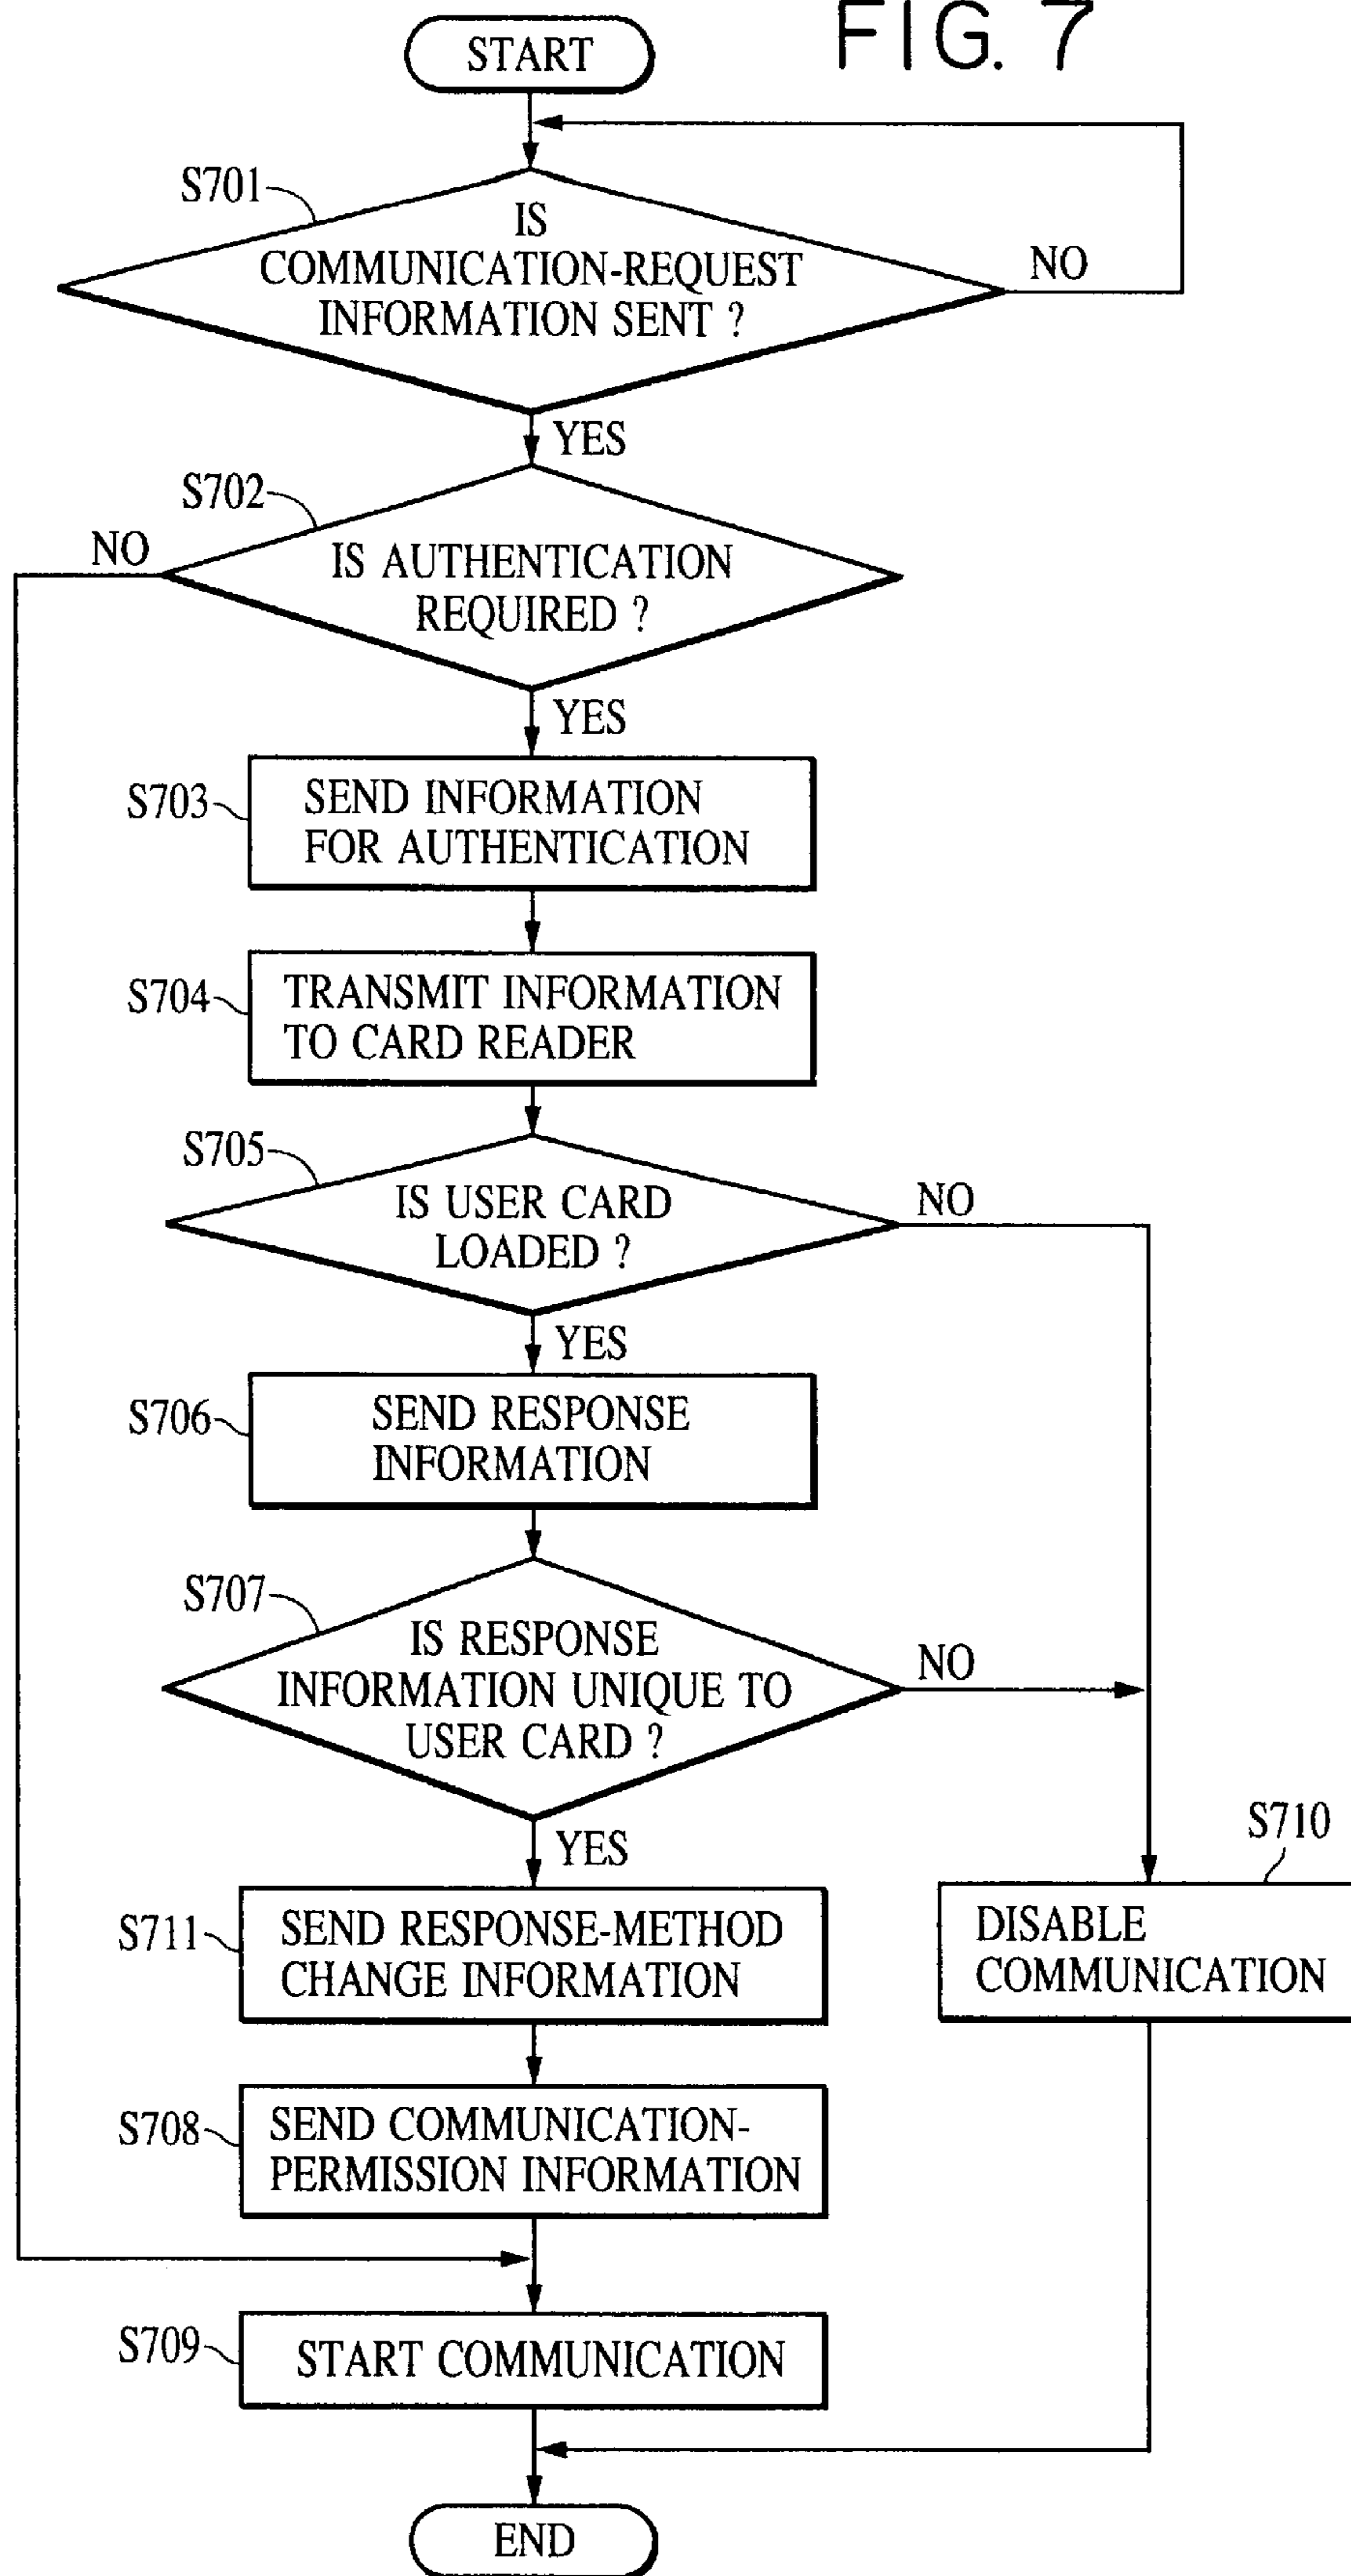 FIG. 7
START
S701
IS
COMMUNICATION-REQUEST
INFORMATION SENT ?
NO
YES
S702
NO
IS AUTHENTICATION
REQUIRED ?
YES
S703
SEND INFORMATION
FOR AUTHENTICATION
S704
TRANSMIT INFORMATION
TO CARD READER
S705
IS USER CARD
LOADED ?
NO
YES
S706
SEND RESPONSE
INFORMATION
S707
IS RESPONSE
INFORMATION UNIQUE TO
USER CARD ?
NO
YES
S710
DISABLE
COMMUNICATION
S711
SEND RESPONSE-METHOD
CHANGE INFORMATION
S708
SEND COMMUNICATION-
PERMISSION INFORMATION
S709
START COMMUNICATION
END